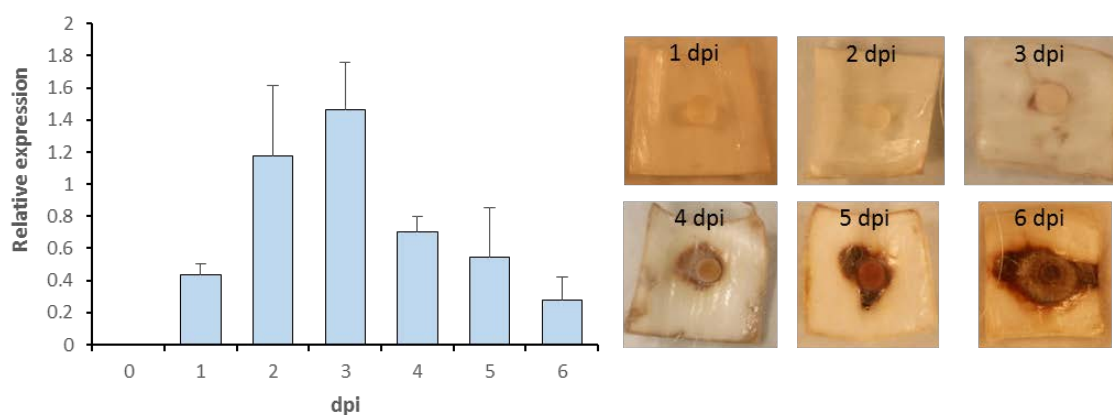 2
1.8
1.6
1.4
1.2
1
0.8
0.6
0.4
0.2
0
Relative expression
0 1 2 3 4 5 6
dpi
1 dpi 2 dpi 3 dpi
4 dpi 5 dpi 6 dpi